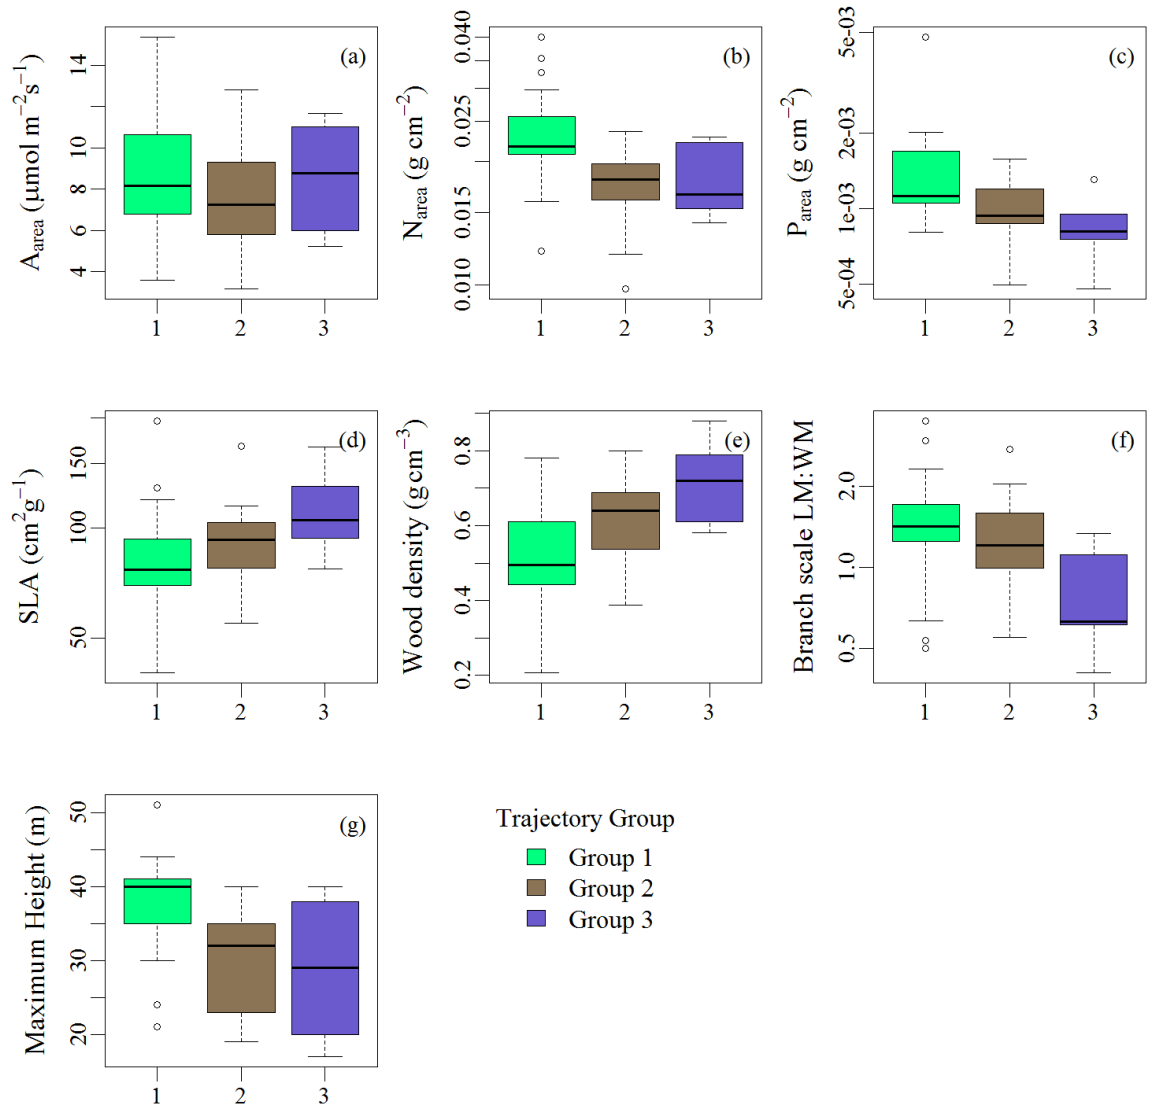 A_area (µmol m⁻²s⁻¹)
4 6 8 10 14
(a)
1 2 3
N_area (g cm⁻²)
0.010 0.015 0.025 0.040
(b)
1 2 3
P_area (g cm⁻²)
5e-04 1e-03 2e-03 5e-03
(c)
1 2 3
SLA (cm²g⁻¹)
50 100 150
(d)
1 2 3
Wood density (g cm⁻³)
0.2 0.4 0.6 0.8
(e)
1 2 3
Branch scale LM:WM
0.5 1.0 2.0
(f)
1 2 3
Maximum Height (m)
20 30 40 50
(g)
1 2 3
Trajectory Group
Group 1
Group 2
Group 3